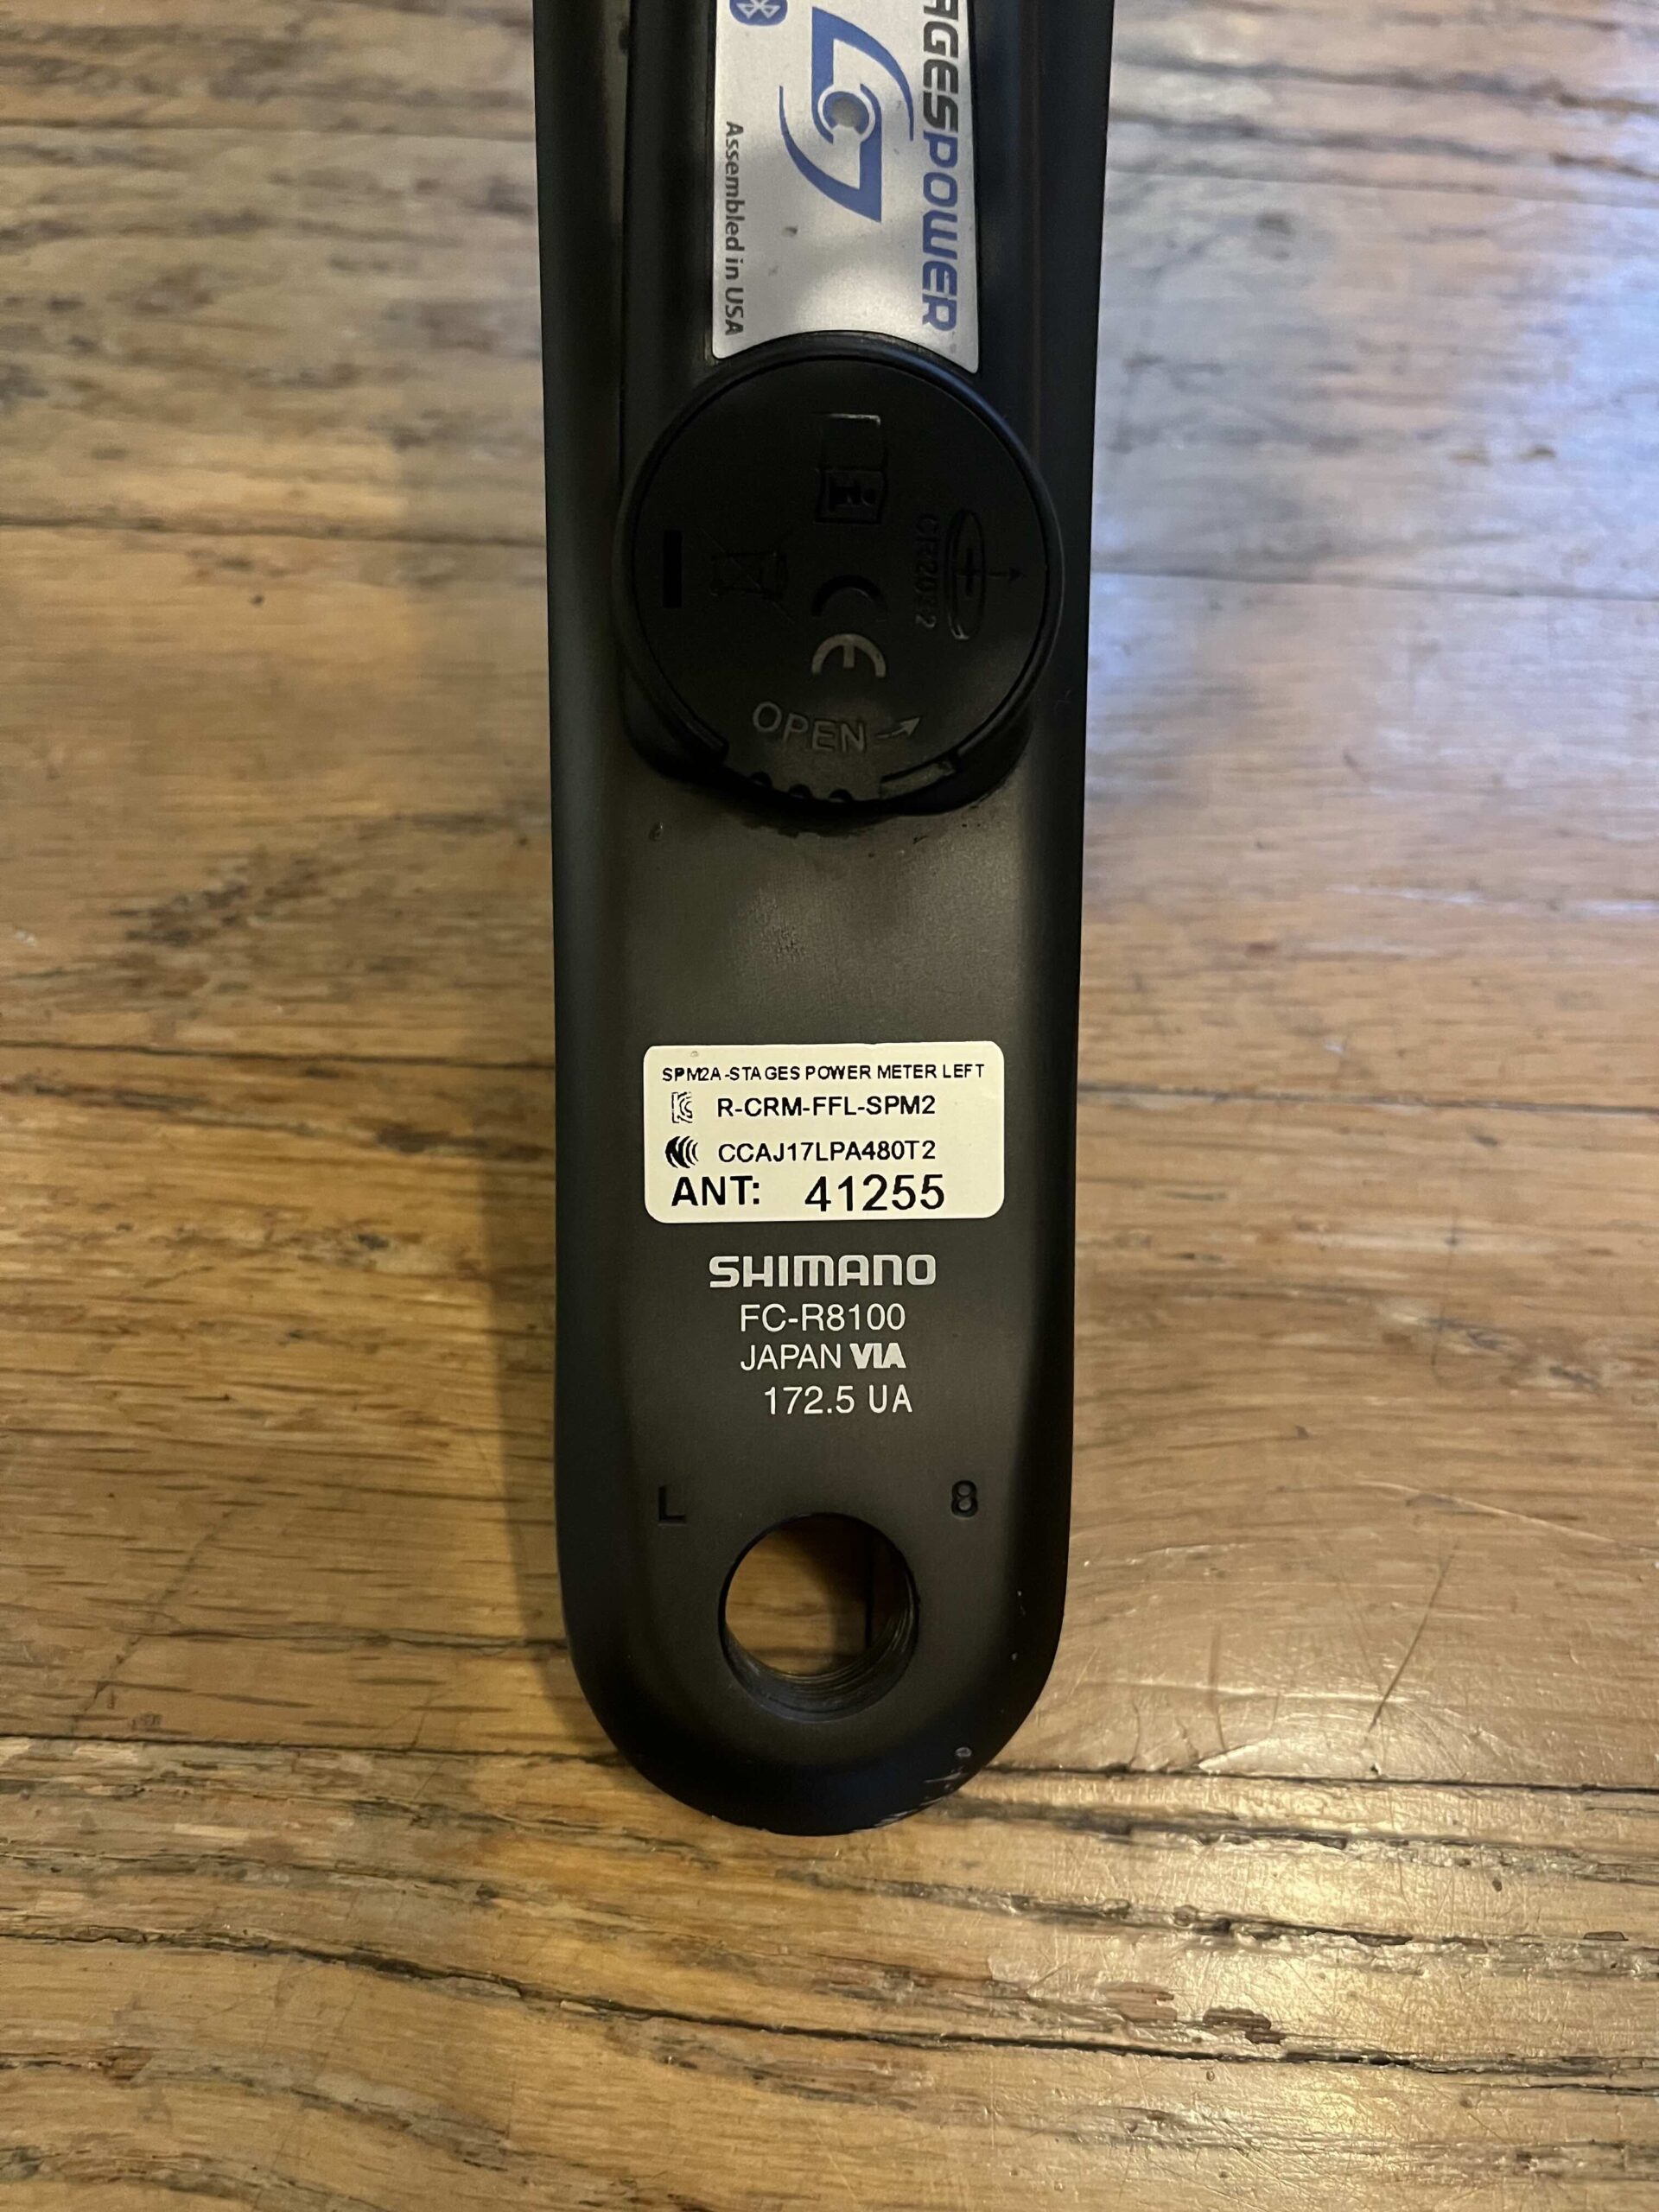 AGESPOWER
Assembled in USA
CR2032
CE
OPEN
SPM2A-STAGES POWER METER LEFT
R-CRM-FFL-SPM2
CCAJ17LPA480T2
ANT: 41255
SHIMANO
FC-R8100
JAPAN VIA
172.5 UA
L 8